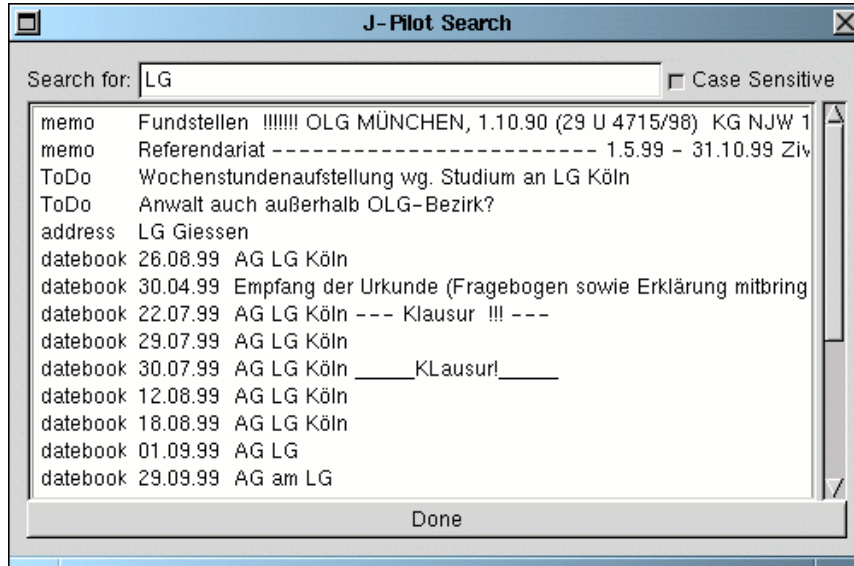 J-Pilot Search
Search for: LG Case Sensitive
memo Fundstellen !!!!!!! OLG MÜNCHEN, 1.10.90 (29 U 4715/98) KG NJW 1
memo Referendariat ------------------------ 1.5.99 - 31.10.99 Ziv
ToDo Wochenstundenaufstellung wg. Studium an LG Köln
ToDo Anwalt auch außerhalb OLG-Bezirk?
address LG Giessen
datebook 26.08.99 AG LG Köln
datebook 30.04.99 Empfang der Urkunde (Fragebogen sowie Erklärung mitbring
datebook 22.07.99 AG LG Köln --- Klausur !!! ---
datebook 29.07.99 AG LG Köln
datebook 30.07.99 AG LG Köln _____KLausur!_____
datebook 12.08.99 AG LG Köln
datebook 18.08.99 AG LG Köln
datebook 01.09.99 AG LG
datebook 29.09.99 AG am LG
Done